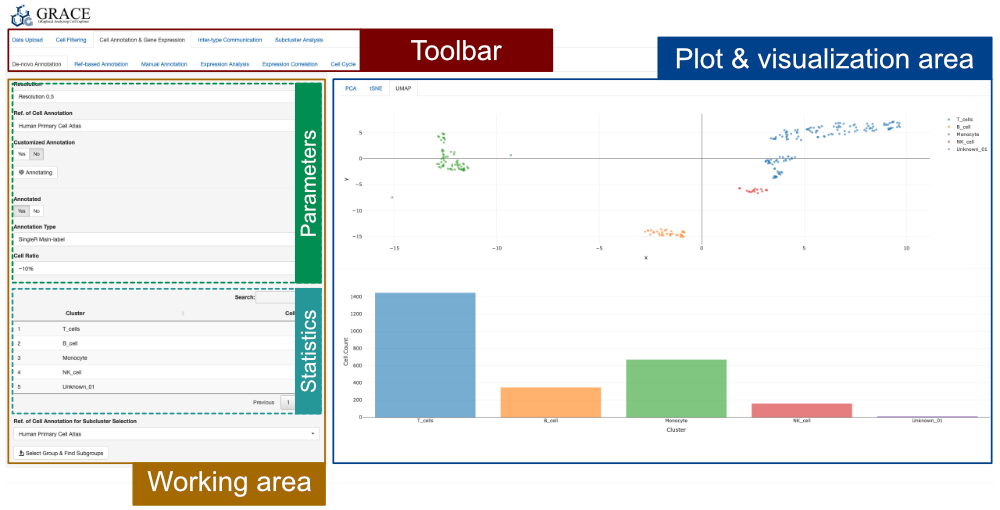 GRACE
Data Upload Cell Filtering Cell Annotation & Gene Expression Inter-type Communication Subcluster Analysis
Toolbar
De-novo Annotation Ref-based Annotation Manual Annotation Expression Analysis Expression Correlation Cell Cycle
Plot & visualization area
Resolution
Resolution 0.5
Ref. of Cell Annotation
Human Primary Cell Atlas
Customized Annotation
Yes No
Annotating
Annotated
Yes No
Annotation Type
SingleR Main-label
Cell Ratio
~10%
Parameters
Search:
Cluster Cell
1 T_cells
2 B_cell
3 Monocyte
4 NK_cell
5 Unknown_01
Previous 1
Statistics
Ref. of Cell Annotation for Subcluster Selection
Human Primary Cell Atlas
Select Group & Find Subgroups
Working area
PCA tSNE UMAP
5
0
−5
−10
−15
Y
−15 −10 −5 0 5 10
X
T_cells
B_cell
Monocyte
NK_cell
Unknown_01
1400
1200
1000
800
600
400
200
0
Cell.Count
T_cells B_cell Monocyte NK_cell Unknown_01
Cluster